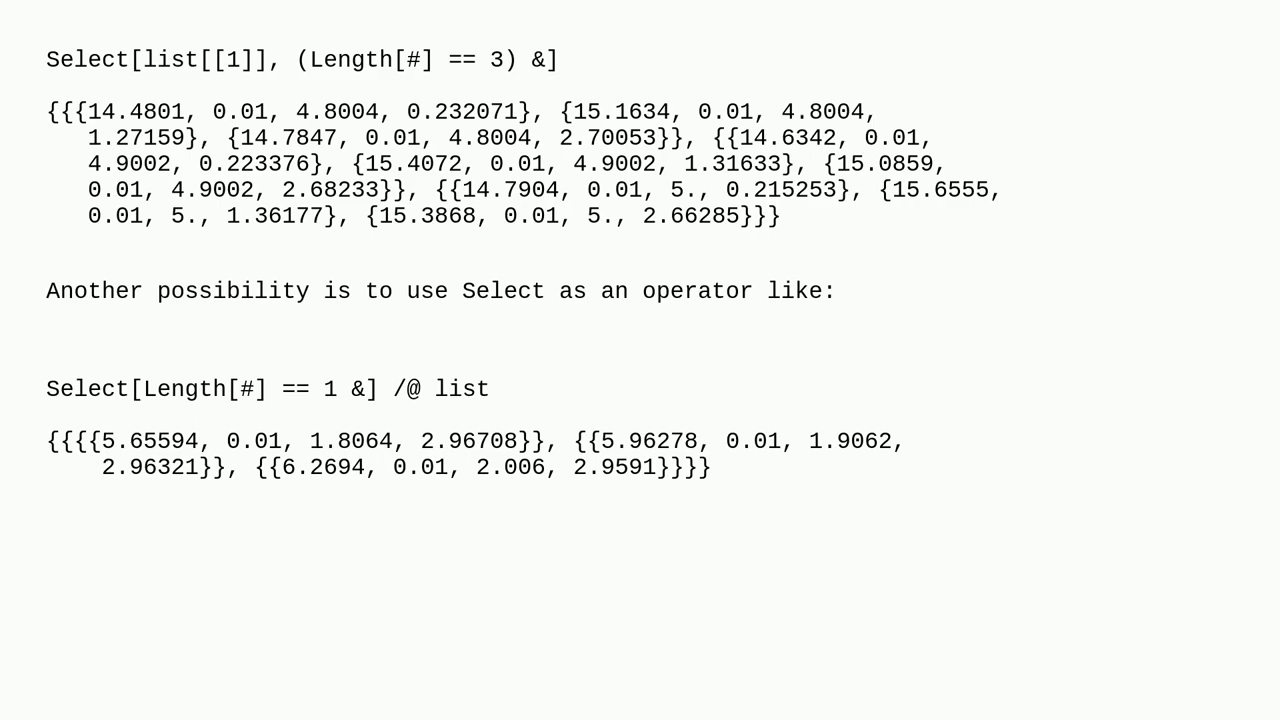 Select[list[[1]], (Length[#] == 3) &]
{{{14.4801, 0.01, 4.8004, 0.232071}, {15.1634, 0.01, 4.8004,
1.27159}, {14.7847, 0.01, 4.8004, 2.70053}}, {{14.6342, 0.01,
4.9002, 0.223376}, {15.4072, 0.01, 4.9002, 1.31633}, {15.0859,
0.01, 4.9002, 2.68233}}, {{14.7904, 0.01, 5., 0.215253}, {15.6555,
0.01, 5., 1.36177}, {15.3868, 0.01, 5., 2.66285}}}
Another possibility is to use Select as an operator like:
Select[Length[#] == 1 &] /@ list
{{{{5.65594, 0.01, 1.8064, 2.96708}}, {{5.96278, 0.01, 1.9062,
2.96321}}, {{6.2694, 0.01, 2.006, 2.9591}}}}